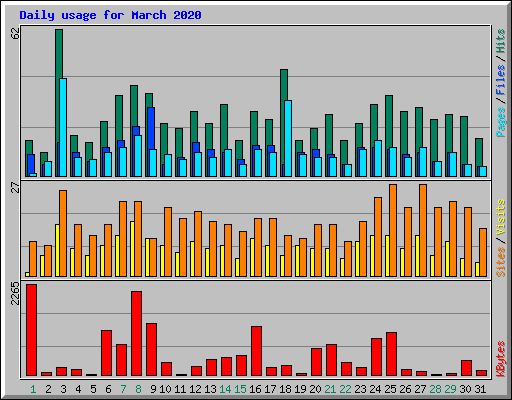 Daily usage for March 2020
62
Pages / Files / Hits
27
Sites / Visits
2265
KBytes
1 2 3 4 5 6 7 8 9 10 11 12 13 14 15 16 17 18 19 20 21 22 23 24 25 26 27 28 29 30 31